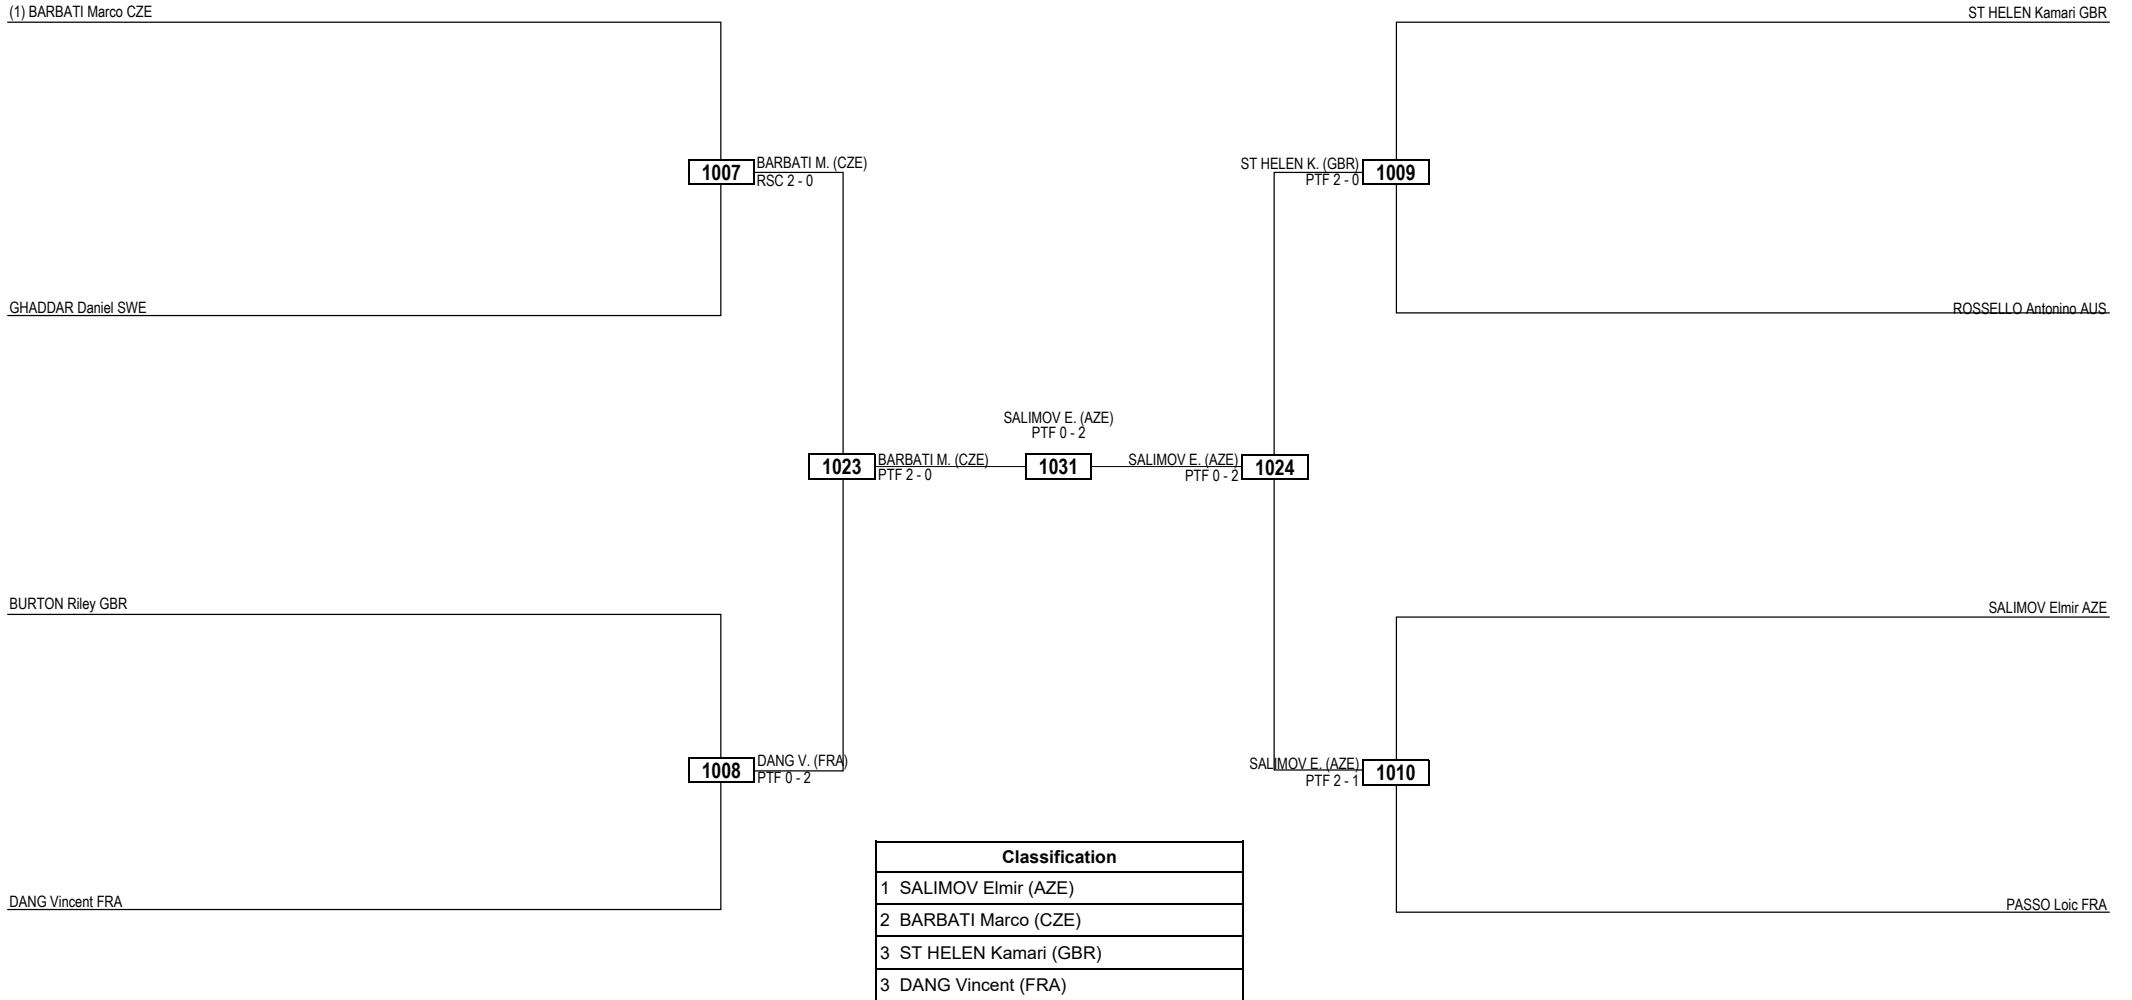 (1) BARBATI Marco CZE
ST HELEN Kamari GBR
1007
BARBATI M. (CZE)
RSC 2 - 0
ST HELEN K. (GBR)
PTF 2 - 0
1009
GHADDAR Daniel SWE
ROSSELLO Antonino AUS
SALIMOV E. (AZE)
PTF 0 - 2
1023
BARBATI M. (CZE)
PTF 2 - 0
1031
SALIMOV E. (AZE)
PTF 0 - 2
1024
BURTON Riley GBR
SALIMOV Elmir AZE
1008
DANG V. (FRA)
PTF 0 - 2
SALIMOV E. (AZE)
PTF 2 - 1
1010
DANG Vincent FRA
PASSO Loic FRA
Classification
1 SALIMOV Elmir (AZE)
2 BARBATI Marco (CZE)
3 ST HELEN Kamari (GBR)
3 DANG Vincent (FRA)